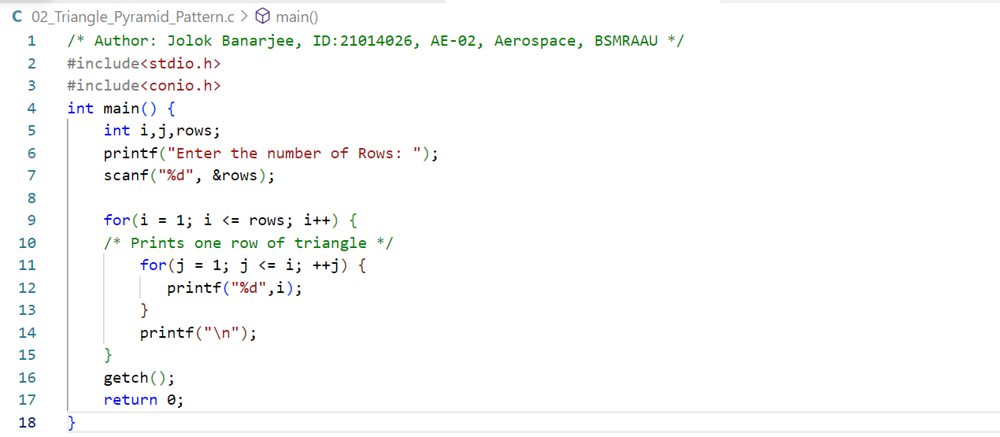 C 02_Triangle_Pyramid_Pattern.c > main()
1 /* Author: Jolok Banarjee, ID:21014026, AE-02, Aerospace, BSMRAAU */
2 #include<stdio.h>
3 #include<conio.h>
4 int main() {
5     int i,j,rows;
6     printf("Enter the number of Rows: ");
7     scanf("%d", &rows);
8
9     for(i = 1; i <= rows; i++) {
10     /* Prints one row of triangle */
11         for(j = 1; j <= i; ++j) {
12            printf("%d",i);
13         }
14         printf("\n");
15     }
16     getch();
17     return 0;
18 }